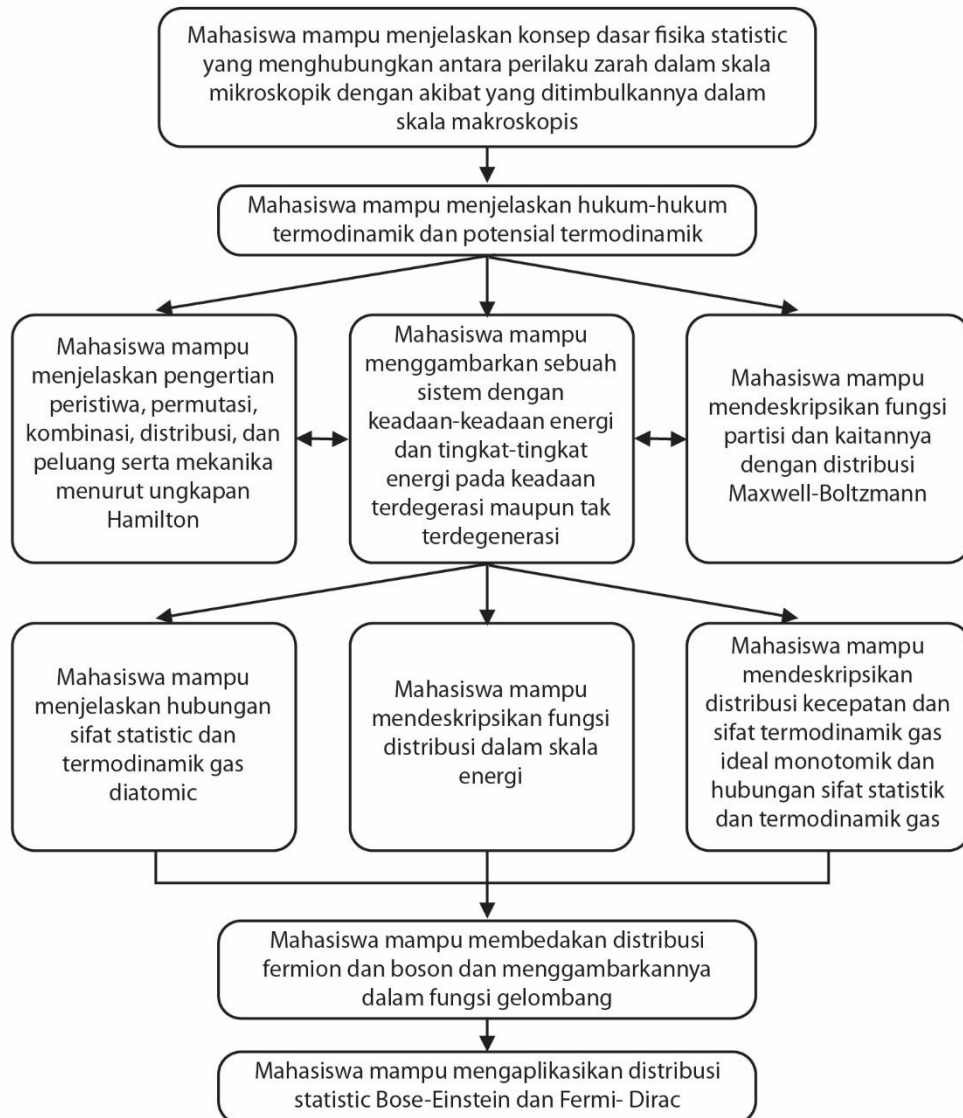 Mahasiswa mampu menjelaskan konsep dasar fisika statistic
yang menghubungkan antara perilaku zarah dalam skala
mikroskopik dengan akibat yang ditimbulkannya dalam
skala makroskopis
Mahasiswa mampu menjelaskan hukum-hukum
termodinamik dan potensial termodinamik
Mahasiswa mampu
menjelaskan pengertian
peristiwa, permutasi,
kombinasi, distribusi, dan
peluang serta mekanika
menurut ungkapan
Hamilton
Mahasiswa mampu
menggambarkan sebuah
sistem dengan
keadaan-keadaan energi
dan tingkat-tingkat
energi pada keadaan
terdegerasi maupun tak
terdegenerasi
Mahasiswa mampu
mendeskripsikan fungsi
partisi dan kaitannya
dengan distribusi
Maxwell-Boltzmann
Mahasiswa mampu
menjelaskan hubungan
sifat statistic dan
termodinamik gas
diatomic
Mahasiswa mampu
mendeskripsikan fungsi
distribusi dalam skala
energi
Mahasiswa mampu
mendeskripsikan
distribusi kecepatan dan
sifat termodinamik gas
ideal monotomik dan
hubungan sifat statistik
dan termodinamik gas
Mahasiswa mampu membedakan distribusi
fermion dan boson dan menggambarkannya
dalam fungsi gelombang
Mahasiswa mampu mengaplikasikan distribusi
statistic Bose-Einstein dan Fermi- Dirac